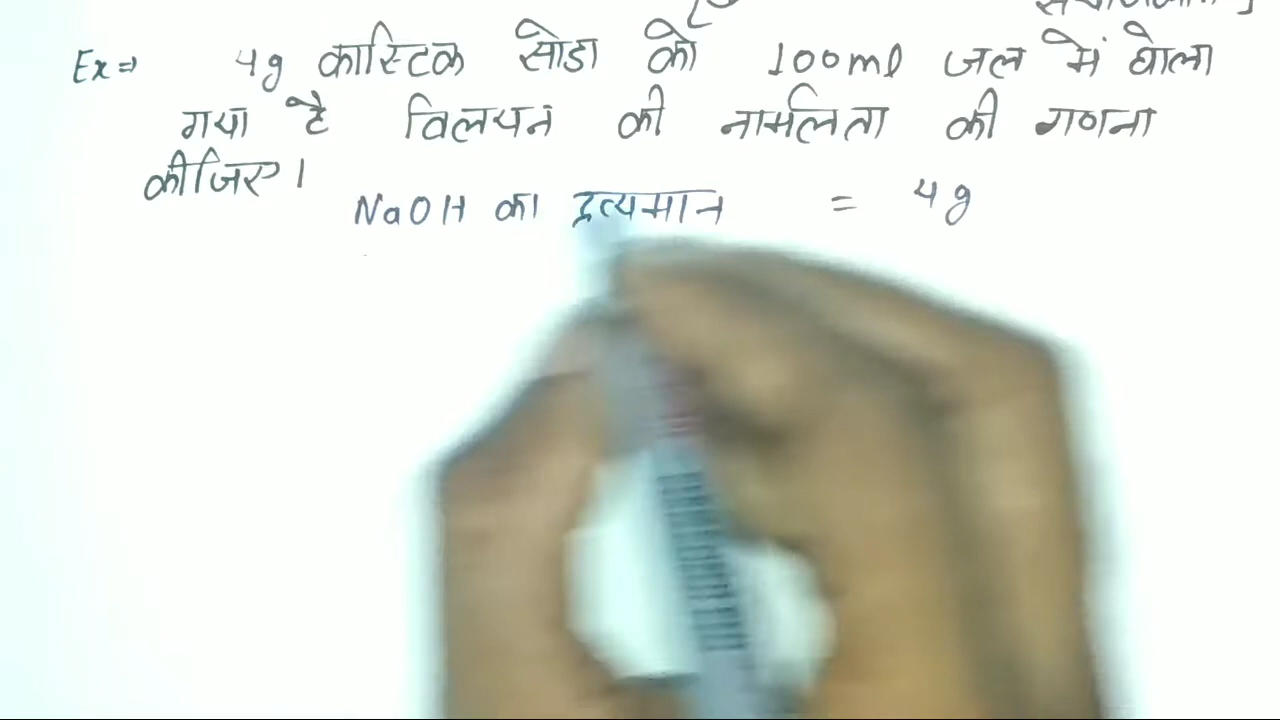 Ex⇒ 4g कास्टिक सोडा को 100ml जल में घोला
गया है विलयन की नार्मलता की गणना
कीजिए।
NaOH का द्रव्यमान = 4g